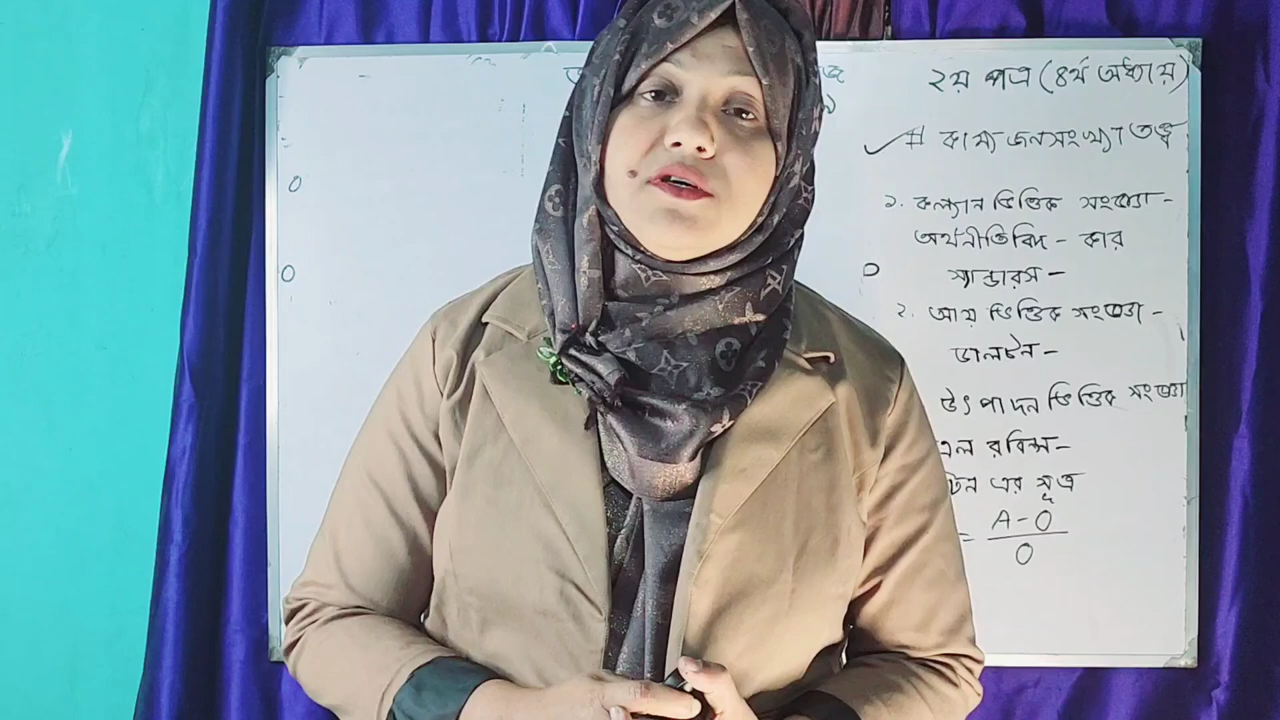 ২য় পত্র (৪র্থ অধ্যায়)
# কাম্য জনসংখ্যা তত্ত্ব
১. কল্যান ভিত্তিক সংজ্ঞা -
অর্থনীতিবিদ - কার
স্যান্ডারস -
২. আয় ভিত্তিক সংজ্ঞা -
ডালটন -
উৎপাদন ভিত্তিক সংজ্ঞা
এল রবিন্স -
এর সূত্র
= A - O
O